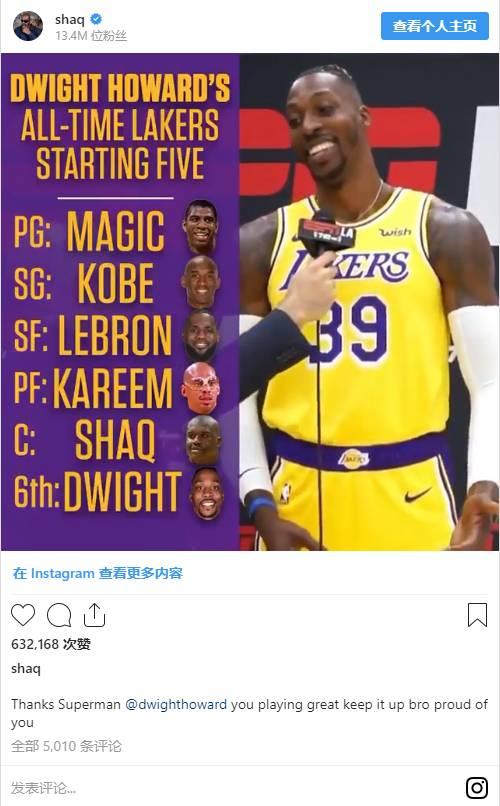 shaq
13.4M 位粉丝
查看个人主页
DWIGHT HOWARD'S
ALL-TIME LAKERS
STARTING FIVE
PG: MAGIC
SG: KOBE
SF: LEBRON
PF: KAREEM
C: SHAQ
6th: DWIGHT
LA
wish
LAKERS
39
LAKERS
在 Instagram 查看更多内容
632,168 次赞
shaq
Thanks Superman @dwighthoward you playing great keep it up bro proud of
you
全部 5,010 条评论
发表评论...